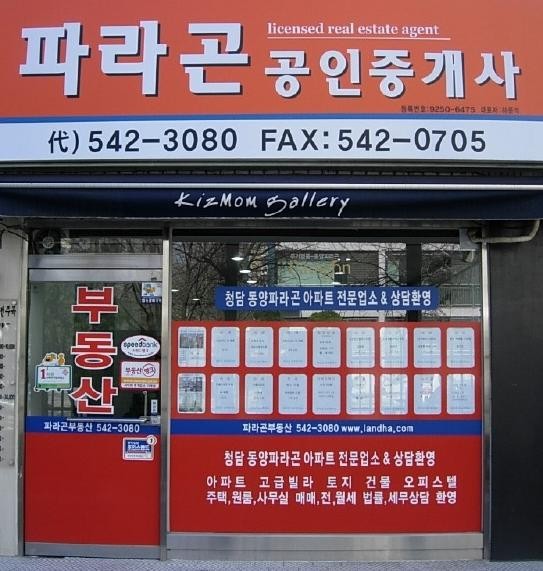 파라곤
licensed real estate agent
공인중개사
등록번호:9250-6475
代) 542-3080 FAX: 542-0705
KizMom gallery
부동산
speedbank
부동산
청담 동양파라곤 아파트 전문업소 & 상담환영
파라곤부동산 542-3080
파라곤부동산 542-3080 www.landha.com
청담 동양파라곤 아파트 전문업소 & 상담환영
아파트 고급빌라 토지 건물 오피스텔
주택,원룸,사무실 매매,전,월세 법률,세무상담 환영